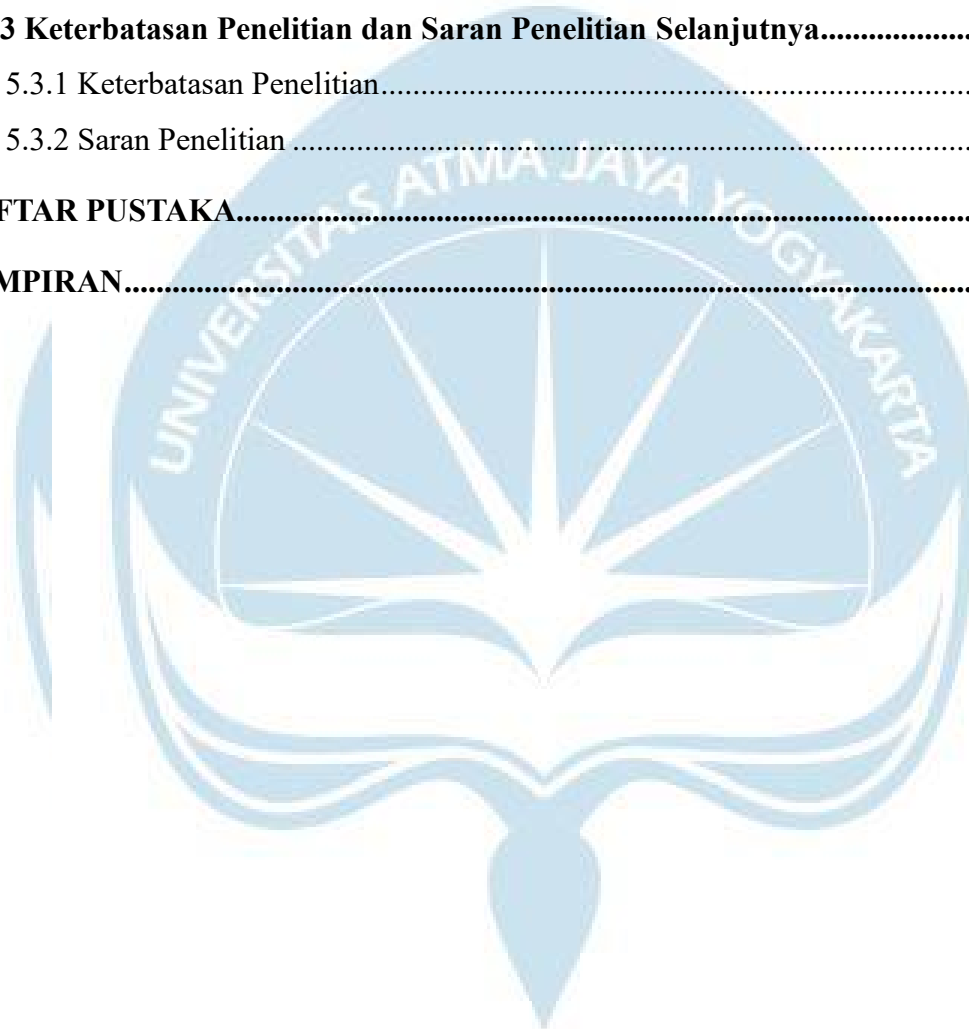 3 Keterbatasan Penelitian dan Saran Penelitian Selanjutnya....................
5.3.1 Keterbatasan Penelitian..........................................................................
5.3.2 Saran Penelitian .....................................................................................
FTAR PUSTAKA...........................................................................................
MPIRAN.........................................................................................................
UNIVERSITAS ATMA JAYA YOGYAKARTA